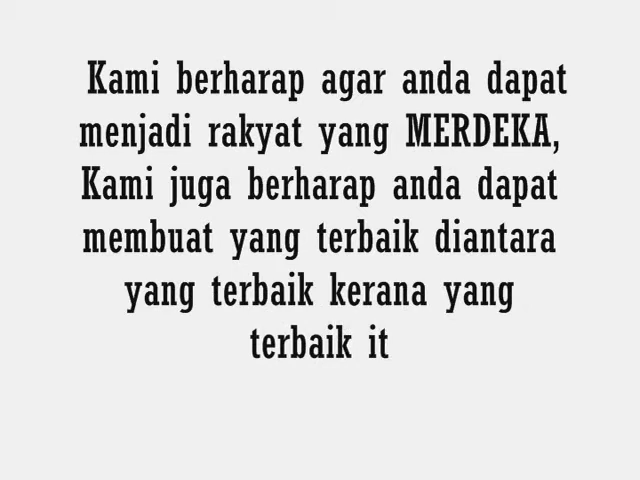 Kami berharap agar anda dapat
menjadi rakyat yang MERDEKA,
Kami juga berharap anda dapat
membuat yang terbaik diantara
yang terbaik kerana yang
terbaik it